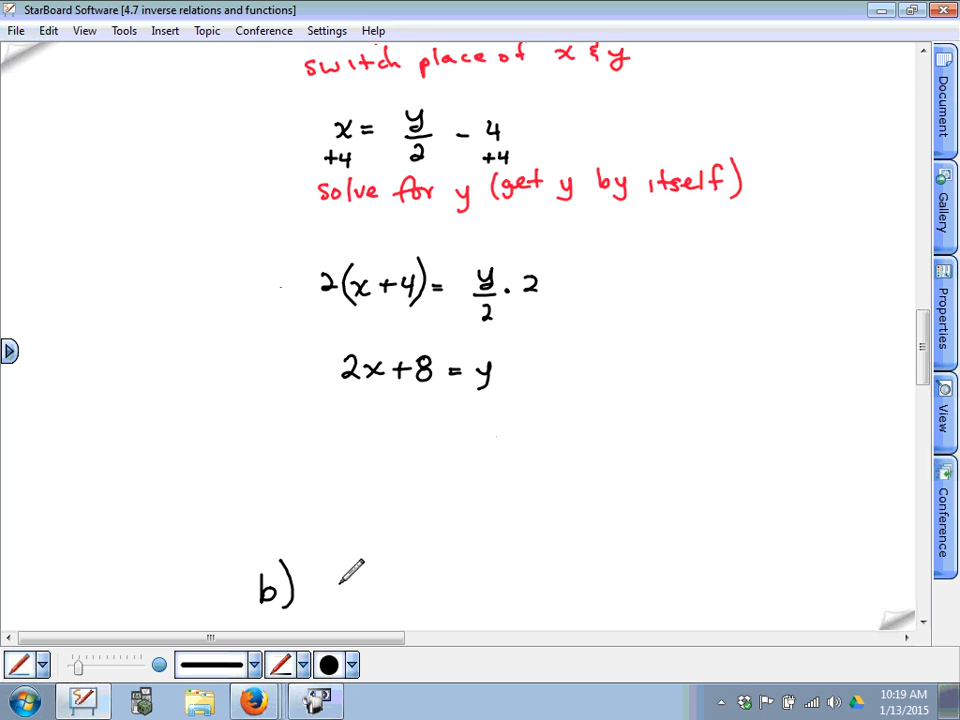 StarBoard Software [4.7 inverse relations and functions]
File Edit View Tools Insert Topic Conference Settings Help
switch place of x & y
x = y/2 - 4
+4 +4
solve for y (get y by itself)
2(x+4) = y/2 · 2
2x+8 = y
b)
Document
Gallery
Properties
View
Conference
10:19 AM
1/13/2015